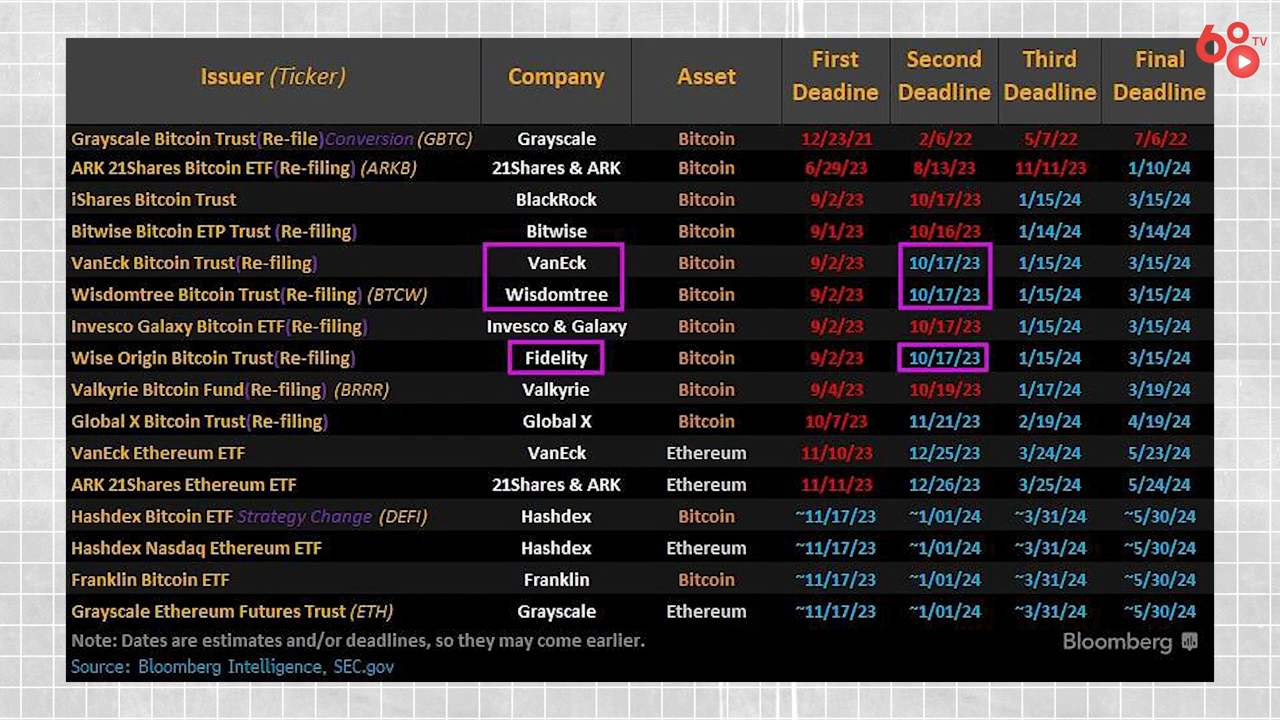 68 TV
Issuer (Ticker) Company Asset First Deadine Second Deadline Third Deadline Final Deadline
Grayscale Bitcoin Trust(Re-file)Conversion (GBTC) Grayscale Bitcoin 12/23/21 2/6/22 5/7/22 7/6/22
ARK 21Shares Bitcoin ETF(Re-filing) (ARKB) 21Shares & ARK Bitcoin 6/29/23 8/13/23 11/11/23 1/10/24
iShares Bitcoin Trust BlackRock Bitcoin 9/2/23 10/17/23 1/15/24 3/15/24
Bitwise Bitcoin ETP Trust (Re-filing) Bitwise Bitcoin 9/1/23 10/16/23 1/14/24 3/14/24
VanEck Bitcoin Trust(Re-filing) VanEck Bitcoin 9/2/23 10/17/23 1/15/24 3/15/24
Wisdomtree Bitcoin Trust(Re-filing) (BTCW) Wisdomtree Bitcoin 9/2/23 10/17/23 1/15/24 3/15/24
Invesco Galaxy Bitcoin ETF(Re-filing) Invesco & Galaxy Bitcoin 9/2/23 10/17/23 1/15/24 3/15/24
Wise Origin Bitcoin Trust(Re-filing) Fidelity Bitcoin 9/2/23 10/17/23 1/15/24 3/15/24
Valkyrie Bitcoin Fund(Re-filing) (BRRR) Valkyrie Bitcoin 9/4/23 10/19/23 1/17/24 3/19/24
Global X Bitcoin Trust(Re-filing) Global X Bitcoin 10/7/23 11/21/23 2/19/24 4/19/24
VanEck Ethereum ETF VanEck Ethereum 11/10/23 12/25/23 3/24/24 5/23/24
ARK 21Shares Ethereum ETF 21Shares & ARK Ethereum 11/11/23 12/26/23 3/25/24 5/24/24
Hashdex Bitcoin ETF Strategy Change (DEFI) Hashdex Bitcoin ~11/17/23 ~1/01/24 ~3/31/24 ~5/30/24
Hashdex Nasdaq Ethereum ETF Hashdex Ethereum ~11/17/23 ~1/01/24 ~3/31/24 ~5/30/24
Franklin Bitcoin ETF Franklin Bitcoin ~11/17/23 ~1/01/24 ~3/31/24 ~5/30/24
Grayscale Ethereum Futures Trust (ETH) Grayscale Ethereum ~11/17/23 ~1/01/24 ~3/31/24 ~5/30/24
Note: Dates are estimates and/or deadlines, so they may come earlier. Bloomberg
Source: Bloomberg Intelligence, SEC.gov